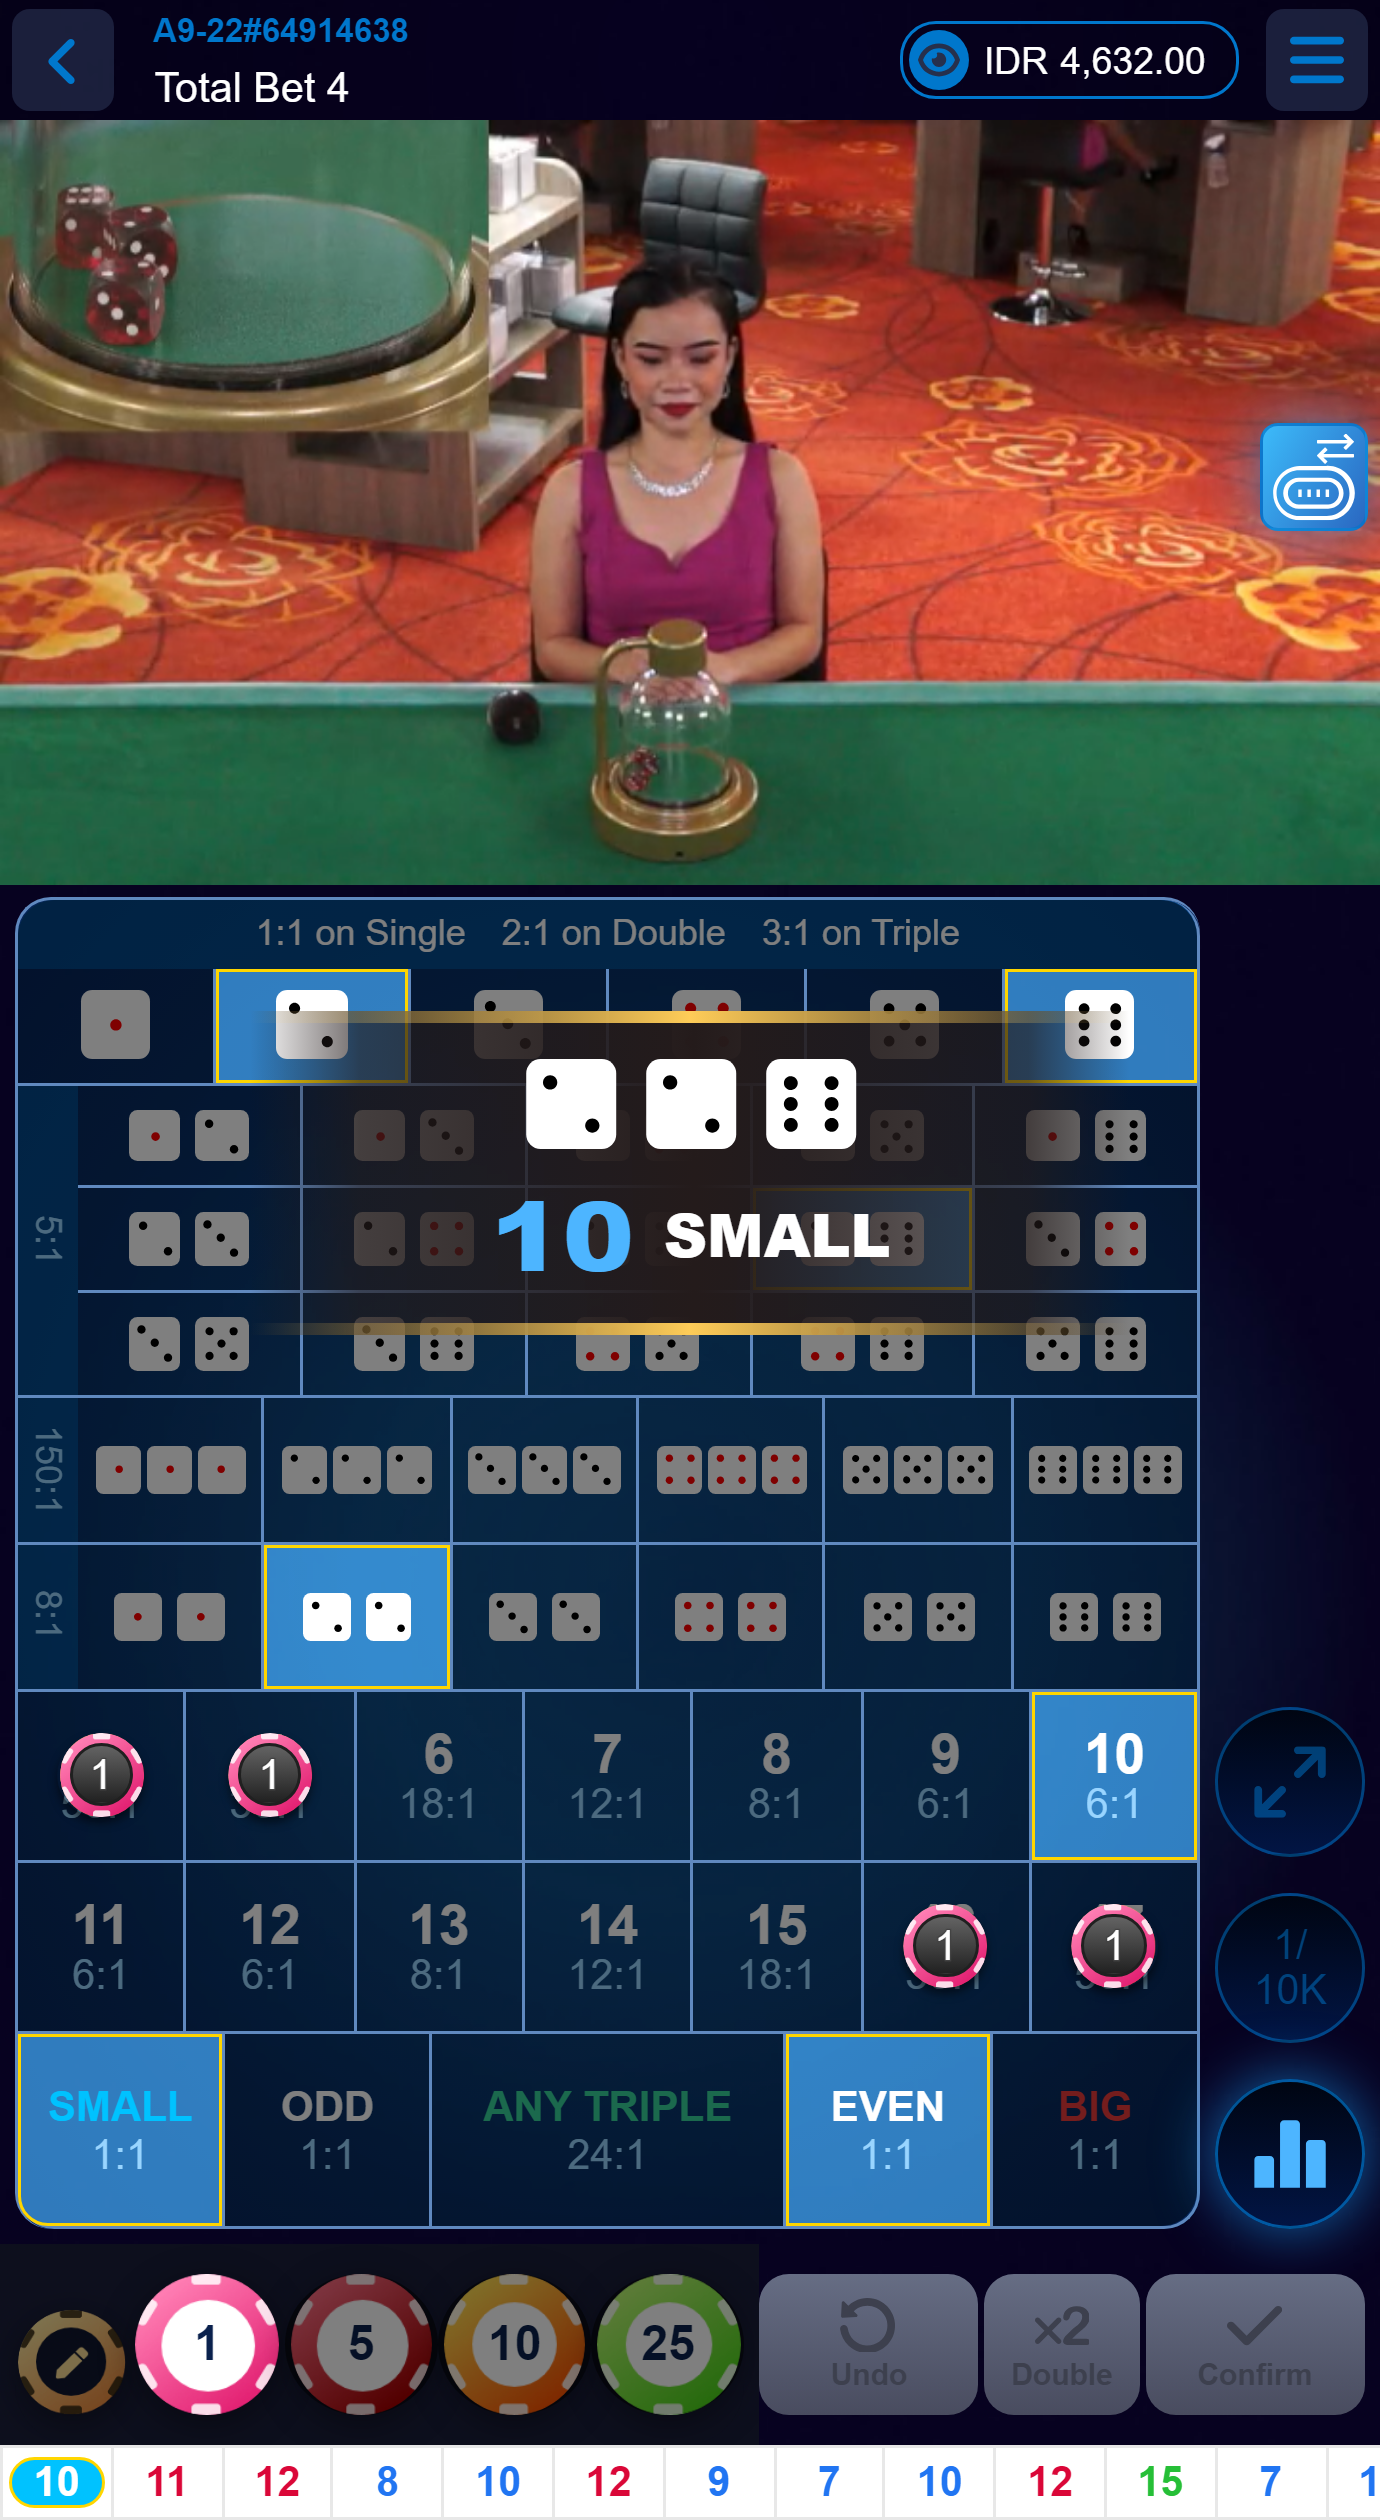 A9-22#64914638
Total Bet 4
IDR 4,632.00
1:1 on Single 2:1 on Double 3:1 on Triple
10 SMALL
5:1
150:1
8:1
1 1 6 7 8 9 10
18:1 12:1 8:1 6:1 6:1
11 12 13 14 15 1 1
6:1 6:1 8:1 12:1 18:1
1/
10K
SMALL ODD ANY TRIPLE EVEN BIG
1:1 1:1 24:1 1:1 1:1
1 5 10 25
Undo
x2
Double
Confirm
10 11 12 8 10 12 9 7 10 12 15 7